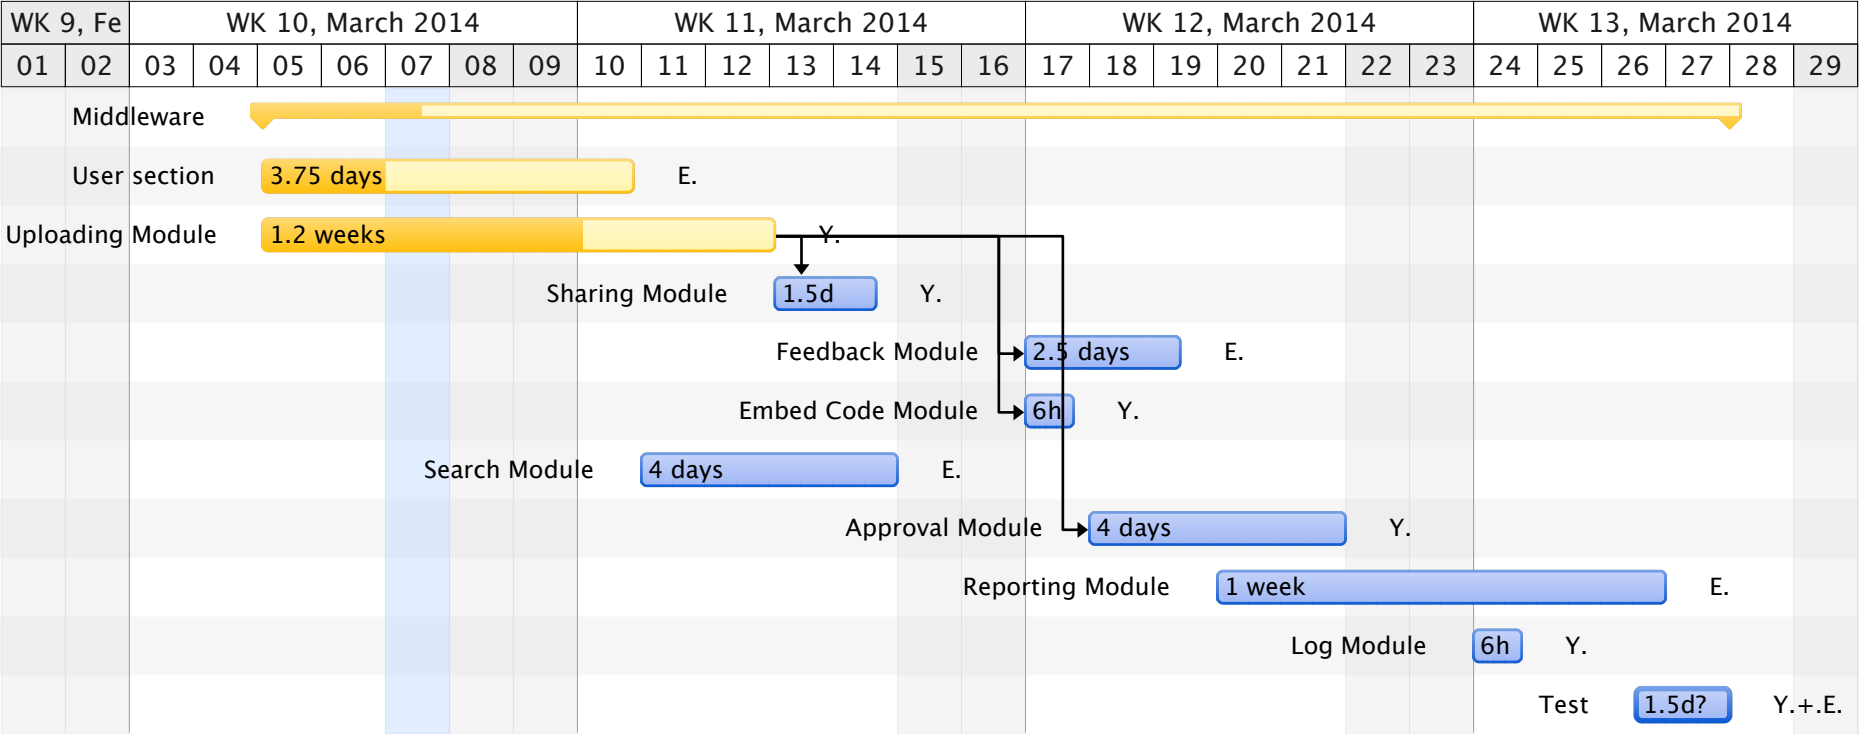 WK 9, Fe WK 10, March 2014 WK 11, March 2014 WK 12, March 2014 WK 13, March 2014
01 02 03 04 05 06 07 08 09 10 11 12 13 14 15 16 17 18 19 20 21 22 23 24 25 26 27 28 29
Middleware
User section 3.75 days E.
Uploading Module 1.2 weeks Y.
Sharing Module 1.5d Y.
Feedback Module 2.5 days E.
Embed Code Module 6h Y.
Search Module 4 days E.
Approval Module 4 days Y.
Reporting Module 1 week E.
Log Module 6h Y.
Test 1.5d? Y.+.E.